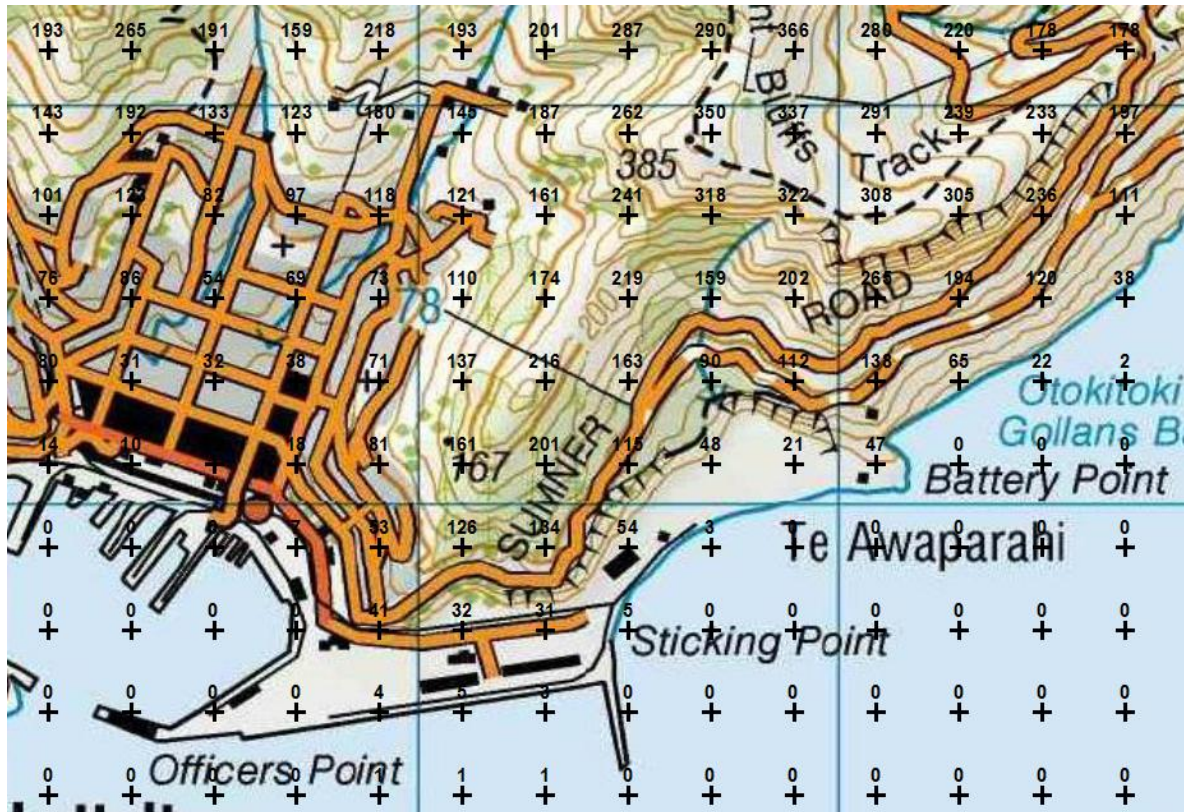 193 265 191 159 218 193 201 287 290 366 280 220 178 178
Bluffs
143 192 133 123 180 145 187 262 350 337 291 239 233 197
385
Track
101 123 82 97 118 121 161 241 318 322 308 305 236 111
76 86 54 69 73 110 174 219 159 202 265 194 120 38
78
200
ROAD
80 31 32 38 71 137 216 163 90 112 138 65 22 2
Otokitoki
Gollans Ba
SUMNER
14 10 18 81 161 201 115 48 21 47 0 0 0
167
Battery Point
0 0 0 7 53 126 184 54 3 0 0 0 0 0
Te Awaparahi
0 0 0 0 41 32 31 5 0 0 0 0 0 0
Sticking Point
0 0 0 0 4 5 3 0 0 0 0 0 0 0
Officers Point
0 0 0 0 1 1 1 0 0 0 0 0 0 0